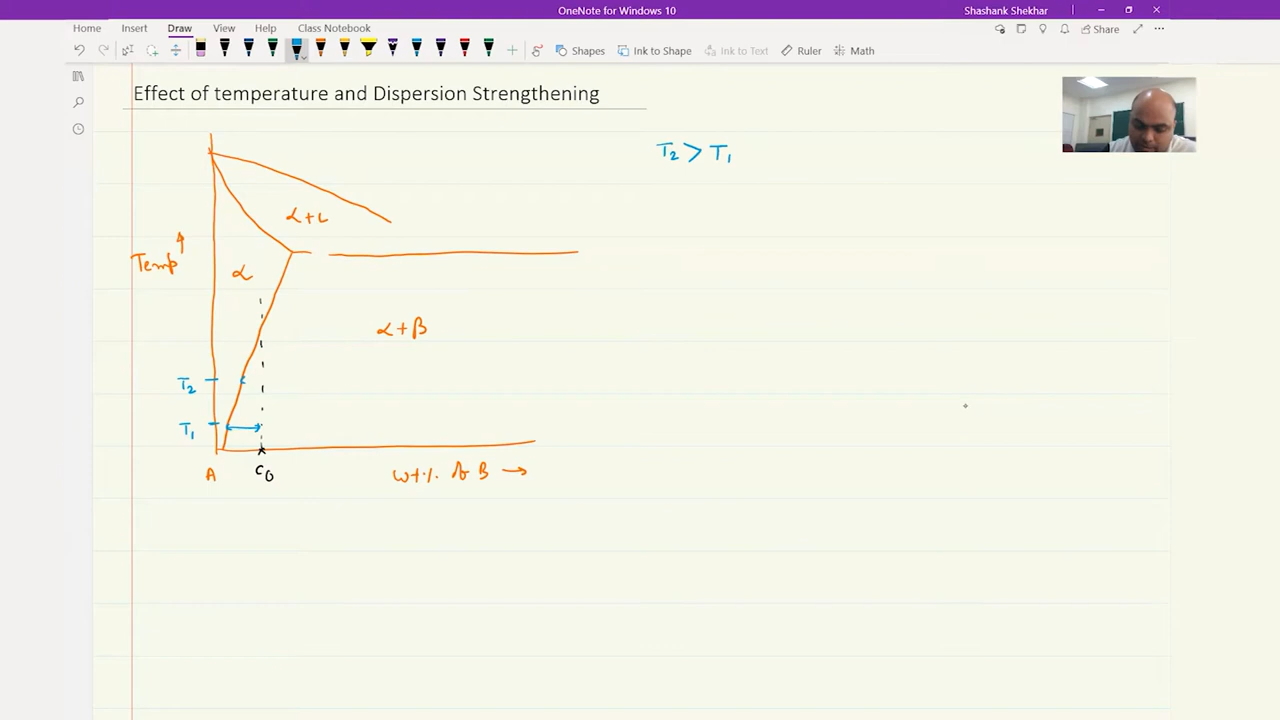 OneNote for Windows 10
Shashank Shekhar
Home Insert Draw View Help Class Notebook
Share
Shapes Ink to Shape Ink to Text Ruler Math
Effect of temperature and Dispersion Strengthening
T₂ > T₁
α+L
Temp ↑
α
α+β
T₂
T₁
A
C₀
wt% of B →